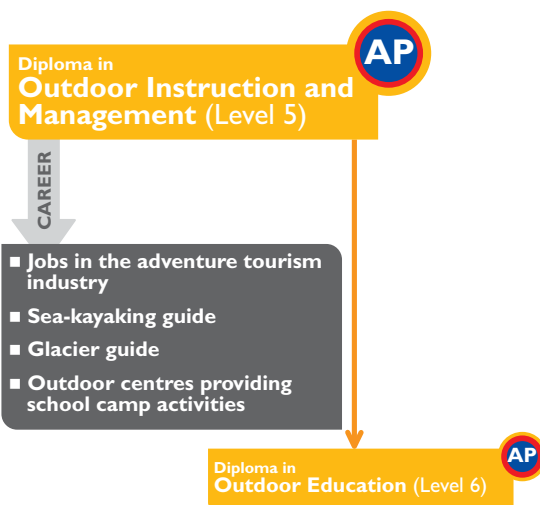 AP
Diploma in
Outdoor Instruction and
Management (Level 5)
CAREER
■ Jobs in the adventure tourism
industry
■ Sea-kayaking guide
■ Glacier guide
■ Outdoor centres providing
school camp activities
AP
Diploma in
Outdoor Education (Level 6)